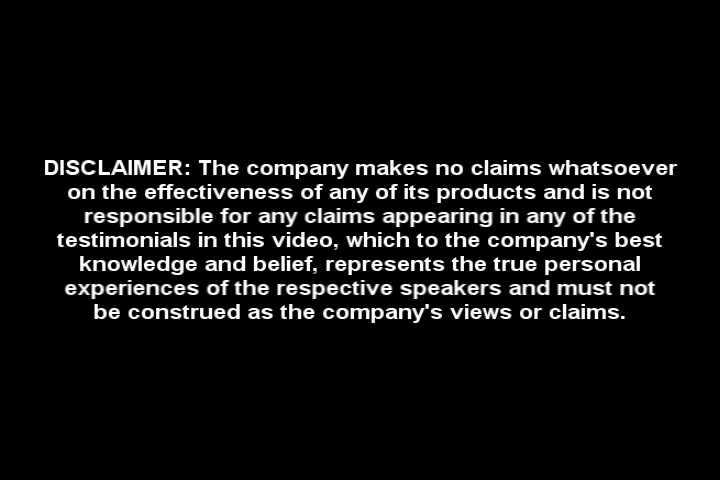 DISCLAIMER: The company makes no claims whatsoever
on the effectiveness of any of its products and is not
responsible for any claims appearing in any of the
testimonials in this video, which to the company's best
knowledge and belief, represents the true personal
experiences of the respective speakers and must not
be construed as the company's views or claims.